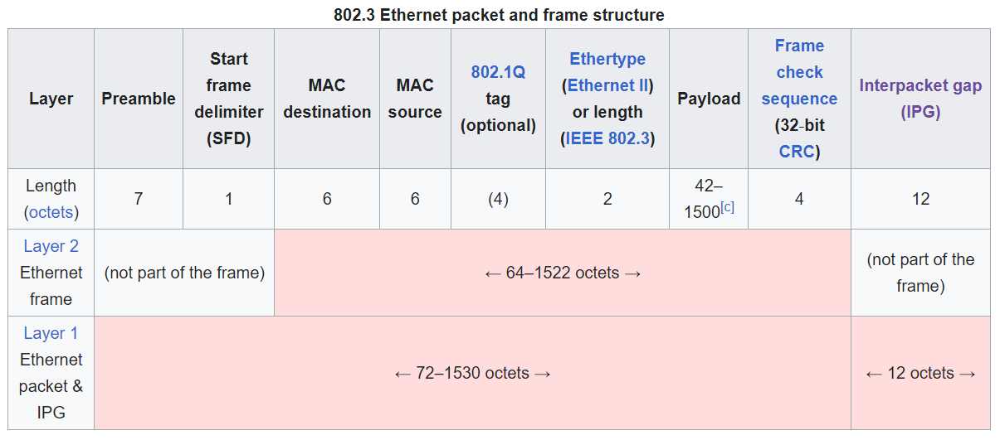 802.3 Ethernet packet and frame structure
Layer
Preamble
Start
frame
delimiter
(SFD)
MAC
destination
MAC
source
802.1Q
tag
(optional)
Ethertype
(Ethernet II)
or length
(IEEE 802.3)
Payload
Frame
check
sequence
(32-bit
CRC)
Interpacket gap
(IPG)
Length
(octets)
7
1
6
6
(4)
2
42–
1500[c]
4
12
Layer 2
Ethernet
frame
(not part of the frame)
← 64–1522 octets →
(not part of the
frame)
Layer 1
Ethernet
packet &
IPG
← 72–1530 octets →
← 12 octets →